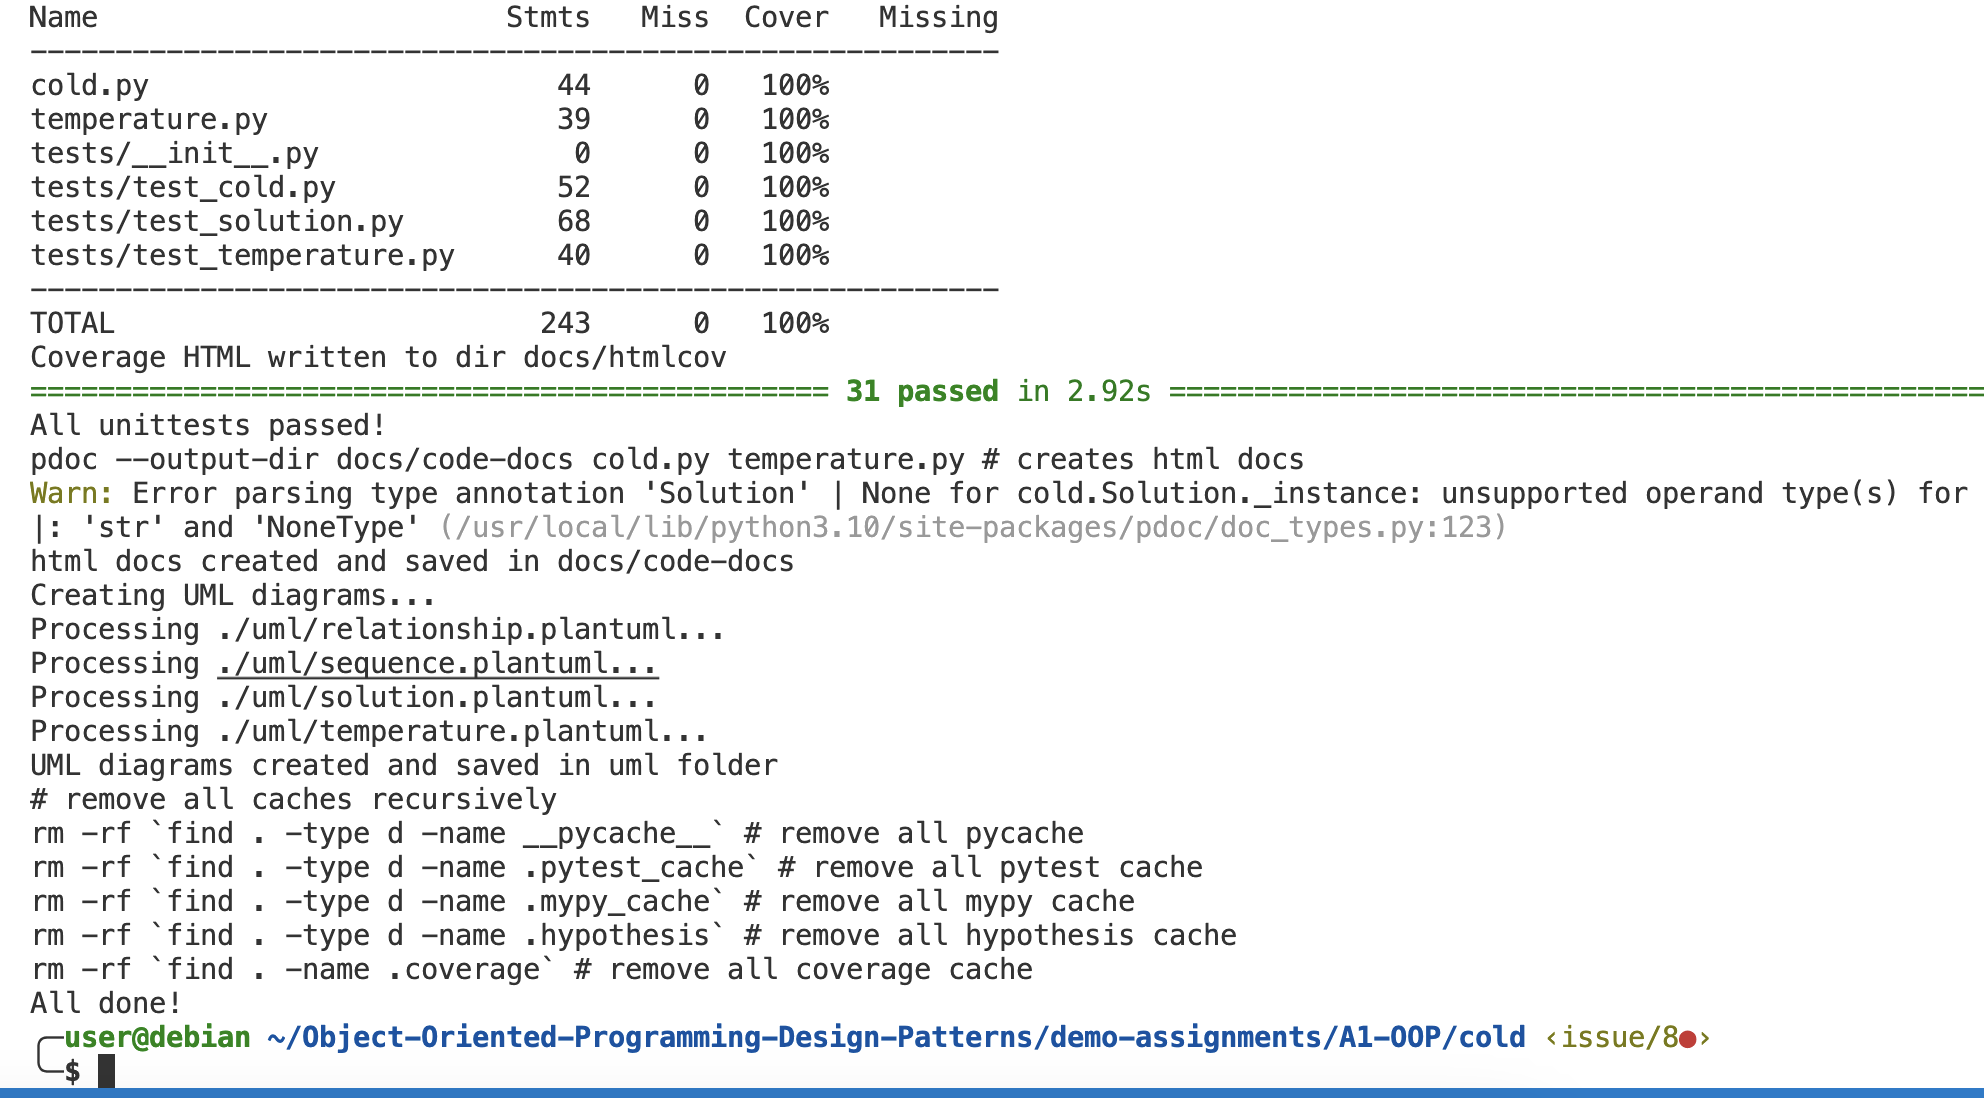 Name                        Stmts   Miss  Cover   Missing
---------------------------------------------------------
cold.py                        44      0   100%
temperature.py                 39      0   100%
tests/__init__.py               0      0   100%
tests/test_cold.py             52      0   100%
tests/test_solution.py         68      0   100%
tests/test_temperature.py      40      0   100%
---------------------------------------------------------
TOTAL                         243      0   100%
Coverage HTML written to dir docs/htmlcov
=============================================== 31 passed in 2.92s ================================================
All unittests passed!
pdoc --output-dir docs/code-docs cold.py temperature.py # creates html docs
Warn: Error parsing type annotation 'Solution' | None for cold.Solution._instance: unsupported operand type(s) for
|: 'str' and 'NoneType' (/usr/local/lib/python3.10/site-packages/pdoc/doc_types.py:123)
html docs created and saved in docs/code-docs
Creating UML diagrams...
Processing ./uml/relationship.plantuml...
Processing ./uml/sequence.plantuml...
Processing ./uml/solution.plantuml...
Processing ./uml/temperature.plantuml...
UML diagrams created and saved in uml folder
# remove all caches recursively
rm -rf `find . -type d -name __pycache__` # remove all pycache
rm -rf `find . -type d -name .pytest_cache` # remove all pytest cache
rm -rf `find . -type d -name .mypy_cache` # remove all mypy cache
rm -rf `find . -type d -name .hypothesis` # remove all hypothesis cache
rm -rf `find . -name .coverage` # remove all coverage cache
All done!
╭─user@debian ~/Object-Oriented-Programming-Design-Patterns/demo-assignments/A1-OOP/cold ‹issue/8●›
╰─$